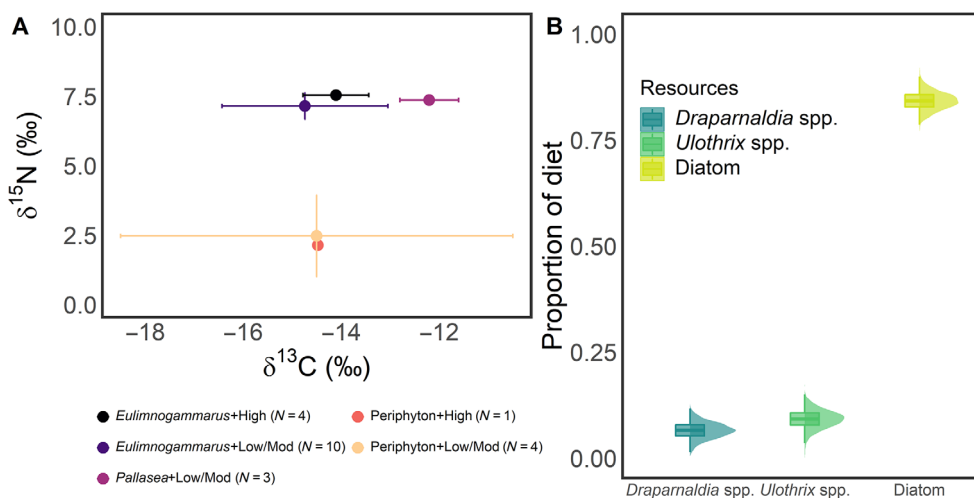 A
10.0
7.5
5.0
2.5
0.0
δ15N (‰)
−18 −16 −14 −12
δ13C (‰)
Eulimnogammarus+High (N = 4)
Periphyton+High (N = 1)
Eulimnogammarus+Low/Mod (N = 10)
Periphyton+Low/Mod (N = 4)
Pallasea+Low/Mod (N = 3)
B
1.00
0.75
0.50
0.25
0.00
Proportion of diet
Resources
Draparnaldia spp.
Ulothrix spp.
Diatom
Draparnaldia spp. Ulothrix spp. Diatom